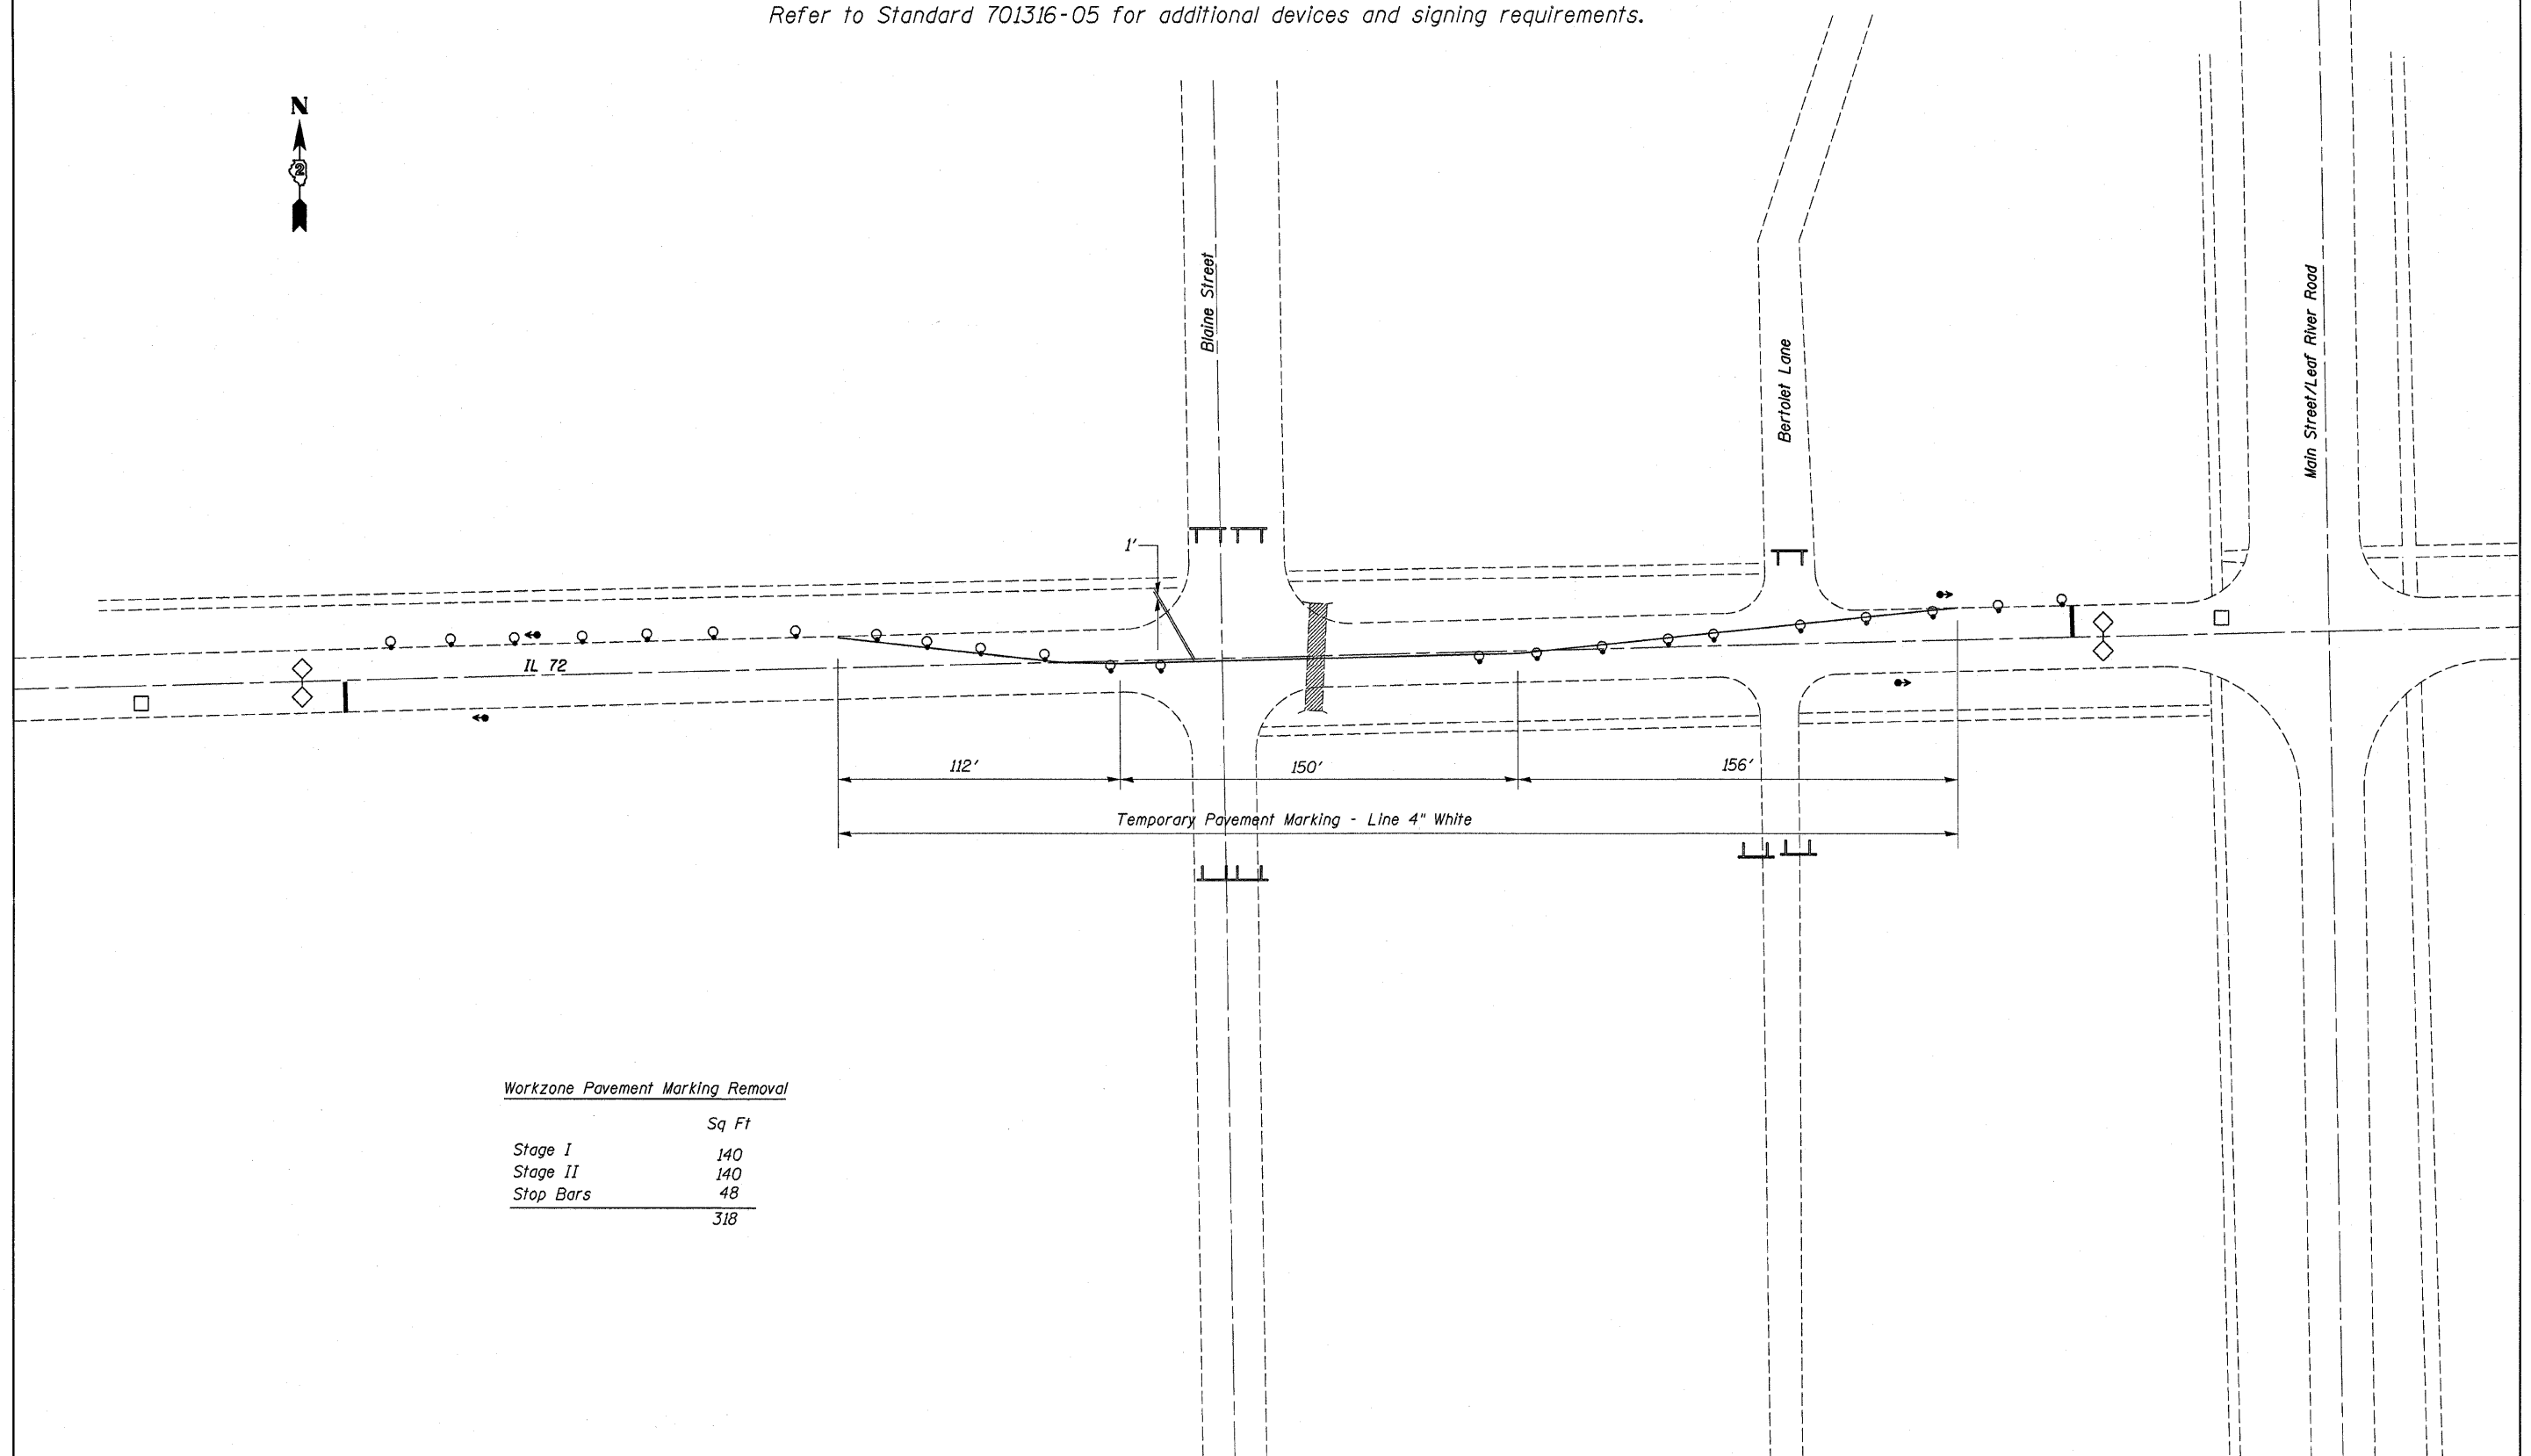 Refer to Standard 701316-05 for additional devices and signing requirements.
N
2
Blaine Street
Bertolet Lane
Main Street/Leaf River Road
1'
IL 72
112'
150'
156'
Temporary Pavement Marking - Line 4" White
Workzone Pavement Marking Removal
Sq Ft
Stage I 140
Stage II 140
Stop Bars 48
318